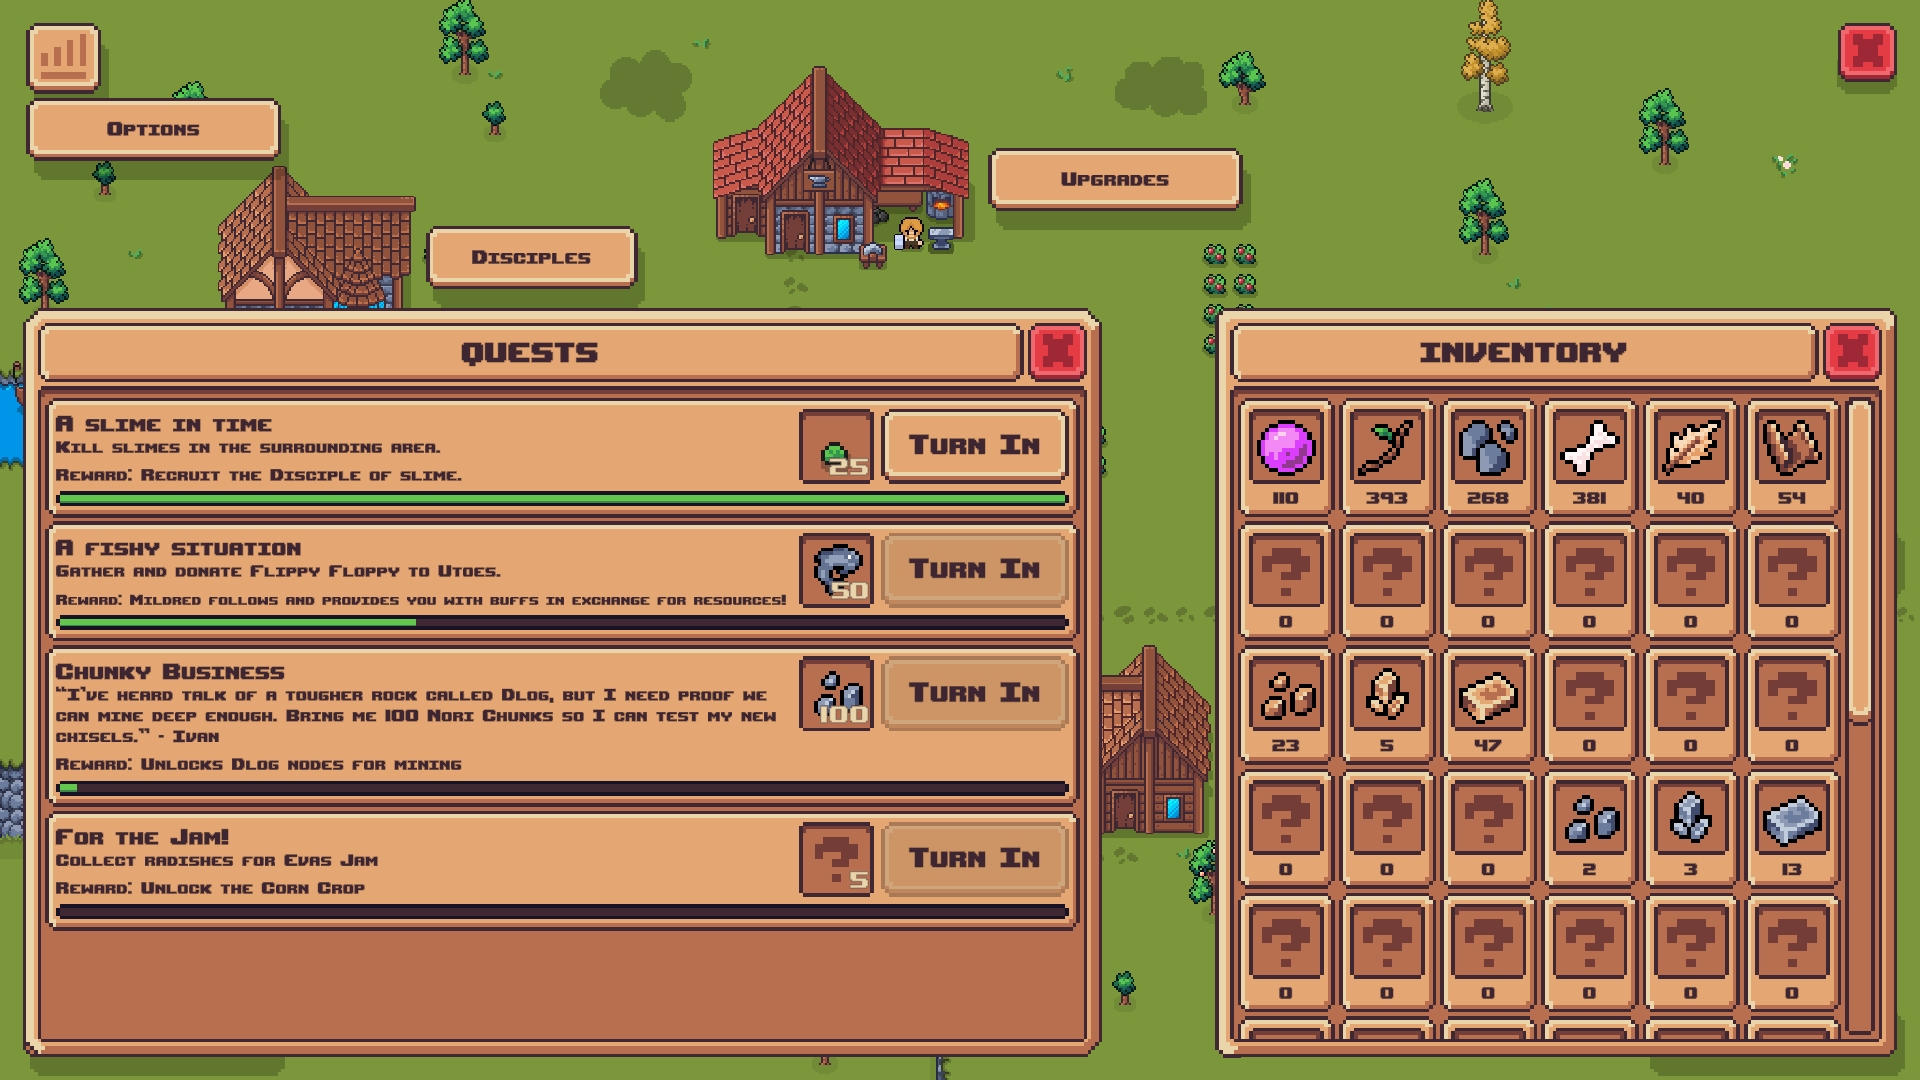 Options
Upgrades
Disciples
Quests
A slime in time
Kill slimes in the surrounding area.
Reward: Recruit the Disciple of slime.
25
Turn In
A fishy situation
Gather and donate Flippy Floppy to Utoes.
Reward: Mildred follows and provides you with buffs in exchange for resources!
50
Turn In
Chunky Business
“I've heard talk of a tougher rock called Dlog, but I need proof we
can mine deep enough. Bring me 100 Nori Chunks so I can test my new
chisels.” - Ivan
Reward: Unlocks Dlog nodes for mining
100
Turn In
For the Jam!
Collect radishes for Evas Jam
Reward: Unlock the Corn Crop
?
5
Turn In
Inventory
110 393 268 381 40 54
? ? ? ? ? ?
0 0 0 0 0 0
? ? ?
23 5 47 0 0 0
? ? ?
0 0 0 2 3 13
? ? ? ? ? ?
0 0 0 0 0 0